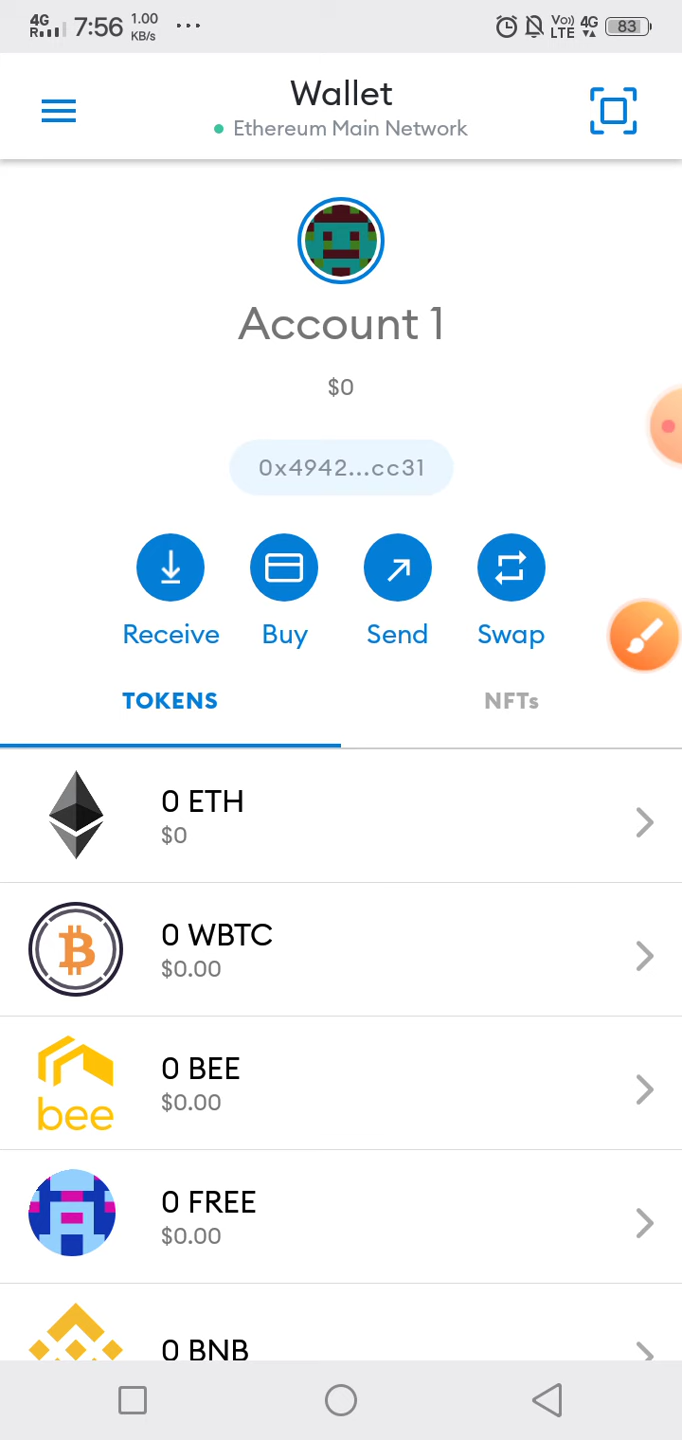 4G
R
7:56
1.00
KB/s
...
Vo))
LTE
4G
83
Wallet
Ethereum Main Network
Account 1
$0
0x4942...cc31
Receive
Buy
Send
Swap
TOKENS
NFTs
0 ETH
$0
0 WBTC
$0.00
bee
0 BEE
$0.00
0 FREE
$0.00
0 BNB